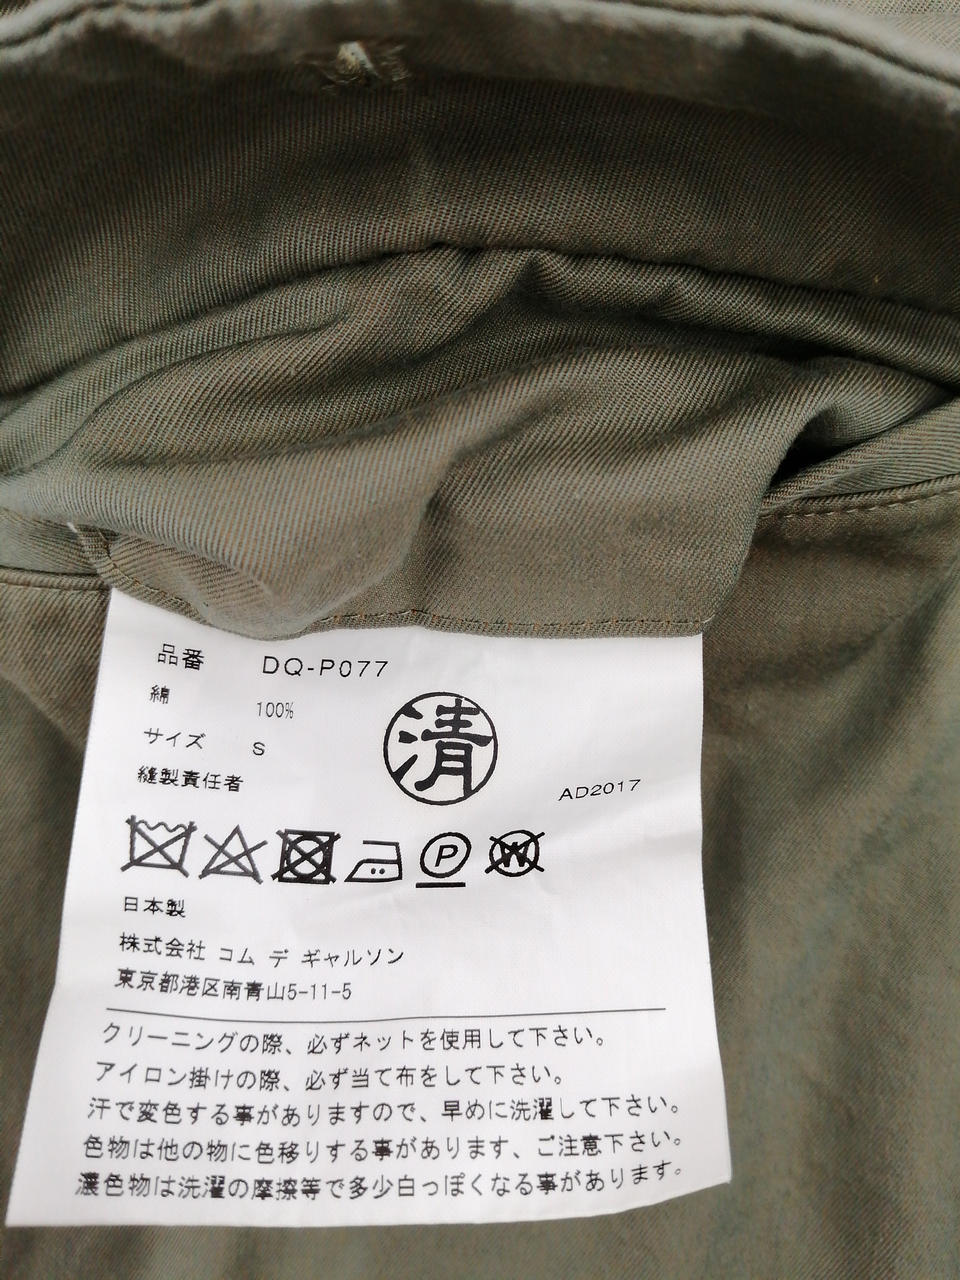 品番 DQ-P077
綿 100%
サイズ S
縫製責任者
清
AD2017
P W
日本製
株式会社 コム デ ギャルソン
東京都港区南青山5-11-5
クリーニングの際、必ずネットを使用して下さい。
アイロン掛けの際、必ず当て布をして下さい。
汗で変色する事がありますので、早めに洗濯して下さい。
色物は他の物に色移りする事があります、ご注意下さい。
濃色物は洗濯の摩擦等で多少白っぽくなる事があります。